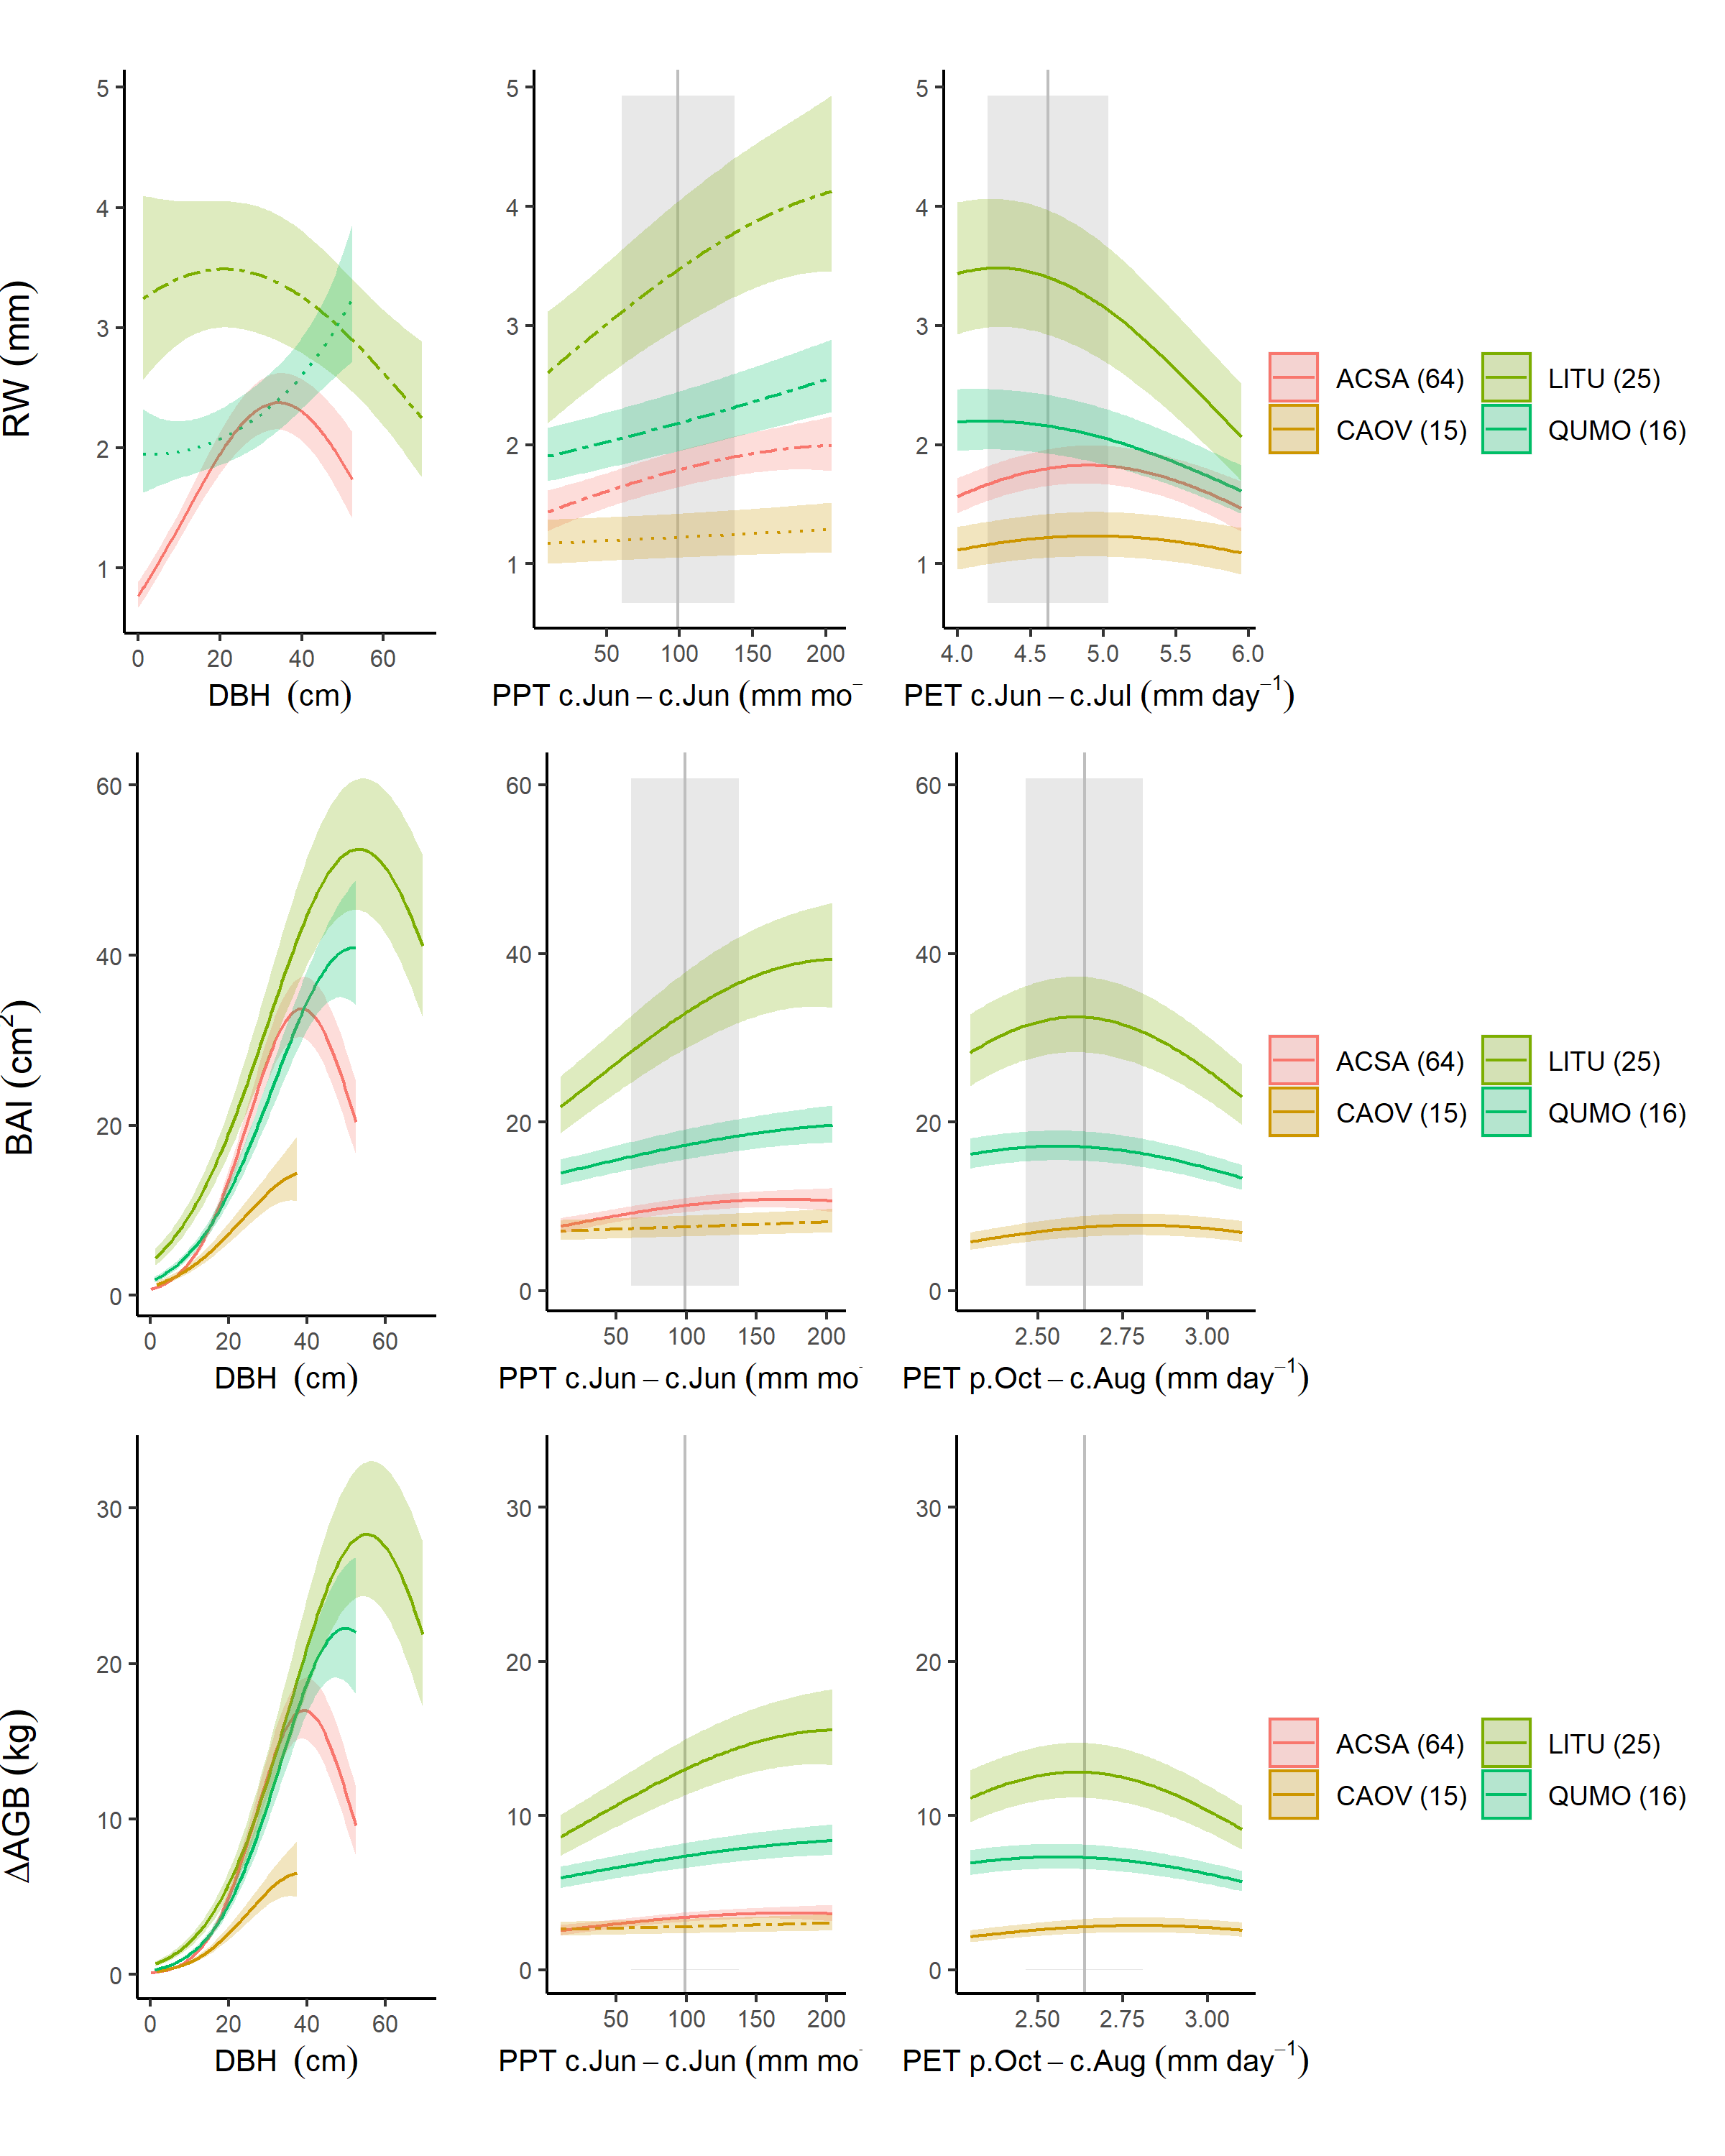 RW (mm)
5
4
3
2
1
0 20 40 60
DBH (cm)
5
4
3
2
1
50 100 150 200
PPT c.Jun – c.Jun (mm mo⁻
5
4
3
2
1
4.0 4.5 5.0 5.5 6.0
PET c.Jun – c.Jul (mm day⁻¹)
ACSA (64) LITU (25)
CAOV (15) QUMO (16)
BAI (cm²)
60
40
20
0
0 20 40 60
DBH (cm)
60
40
20
0
50 100 150 200
PPT c.Jun – c.Jun (mm mo⁻
60
40
20
0
2.50 2.75 3.00
PET p.Oct – c.Aug (mm day⁻¹)
ACSA (64) LITU (25)
CAOV (15) QUMO (16)
ΔAGB (kg)
30
20
10
0
0 20 40 60
DBH (cm)
30
20
10
0
50 100 150 200
PPT c.Jun – c.Jun (mm mo⁻
30
20
10
0
2.50 2.75 3.00
PET p.Oct – c.Aug (mm day⁻¹)
ACSA (64) LITU (25)
CAOV (15) QUMO (16)